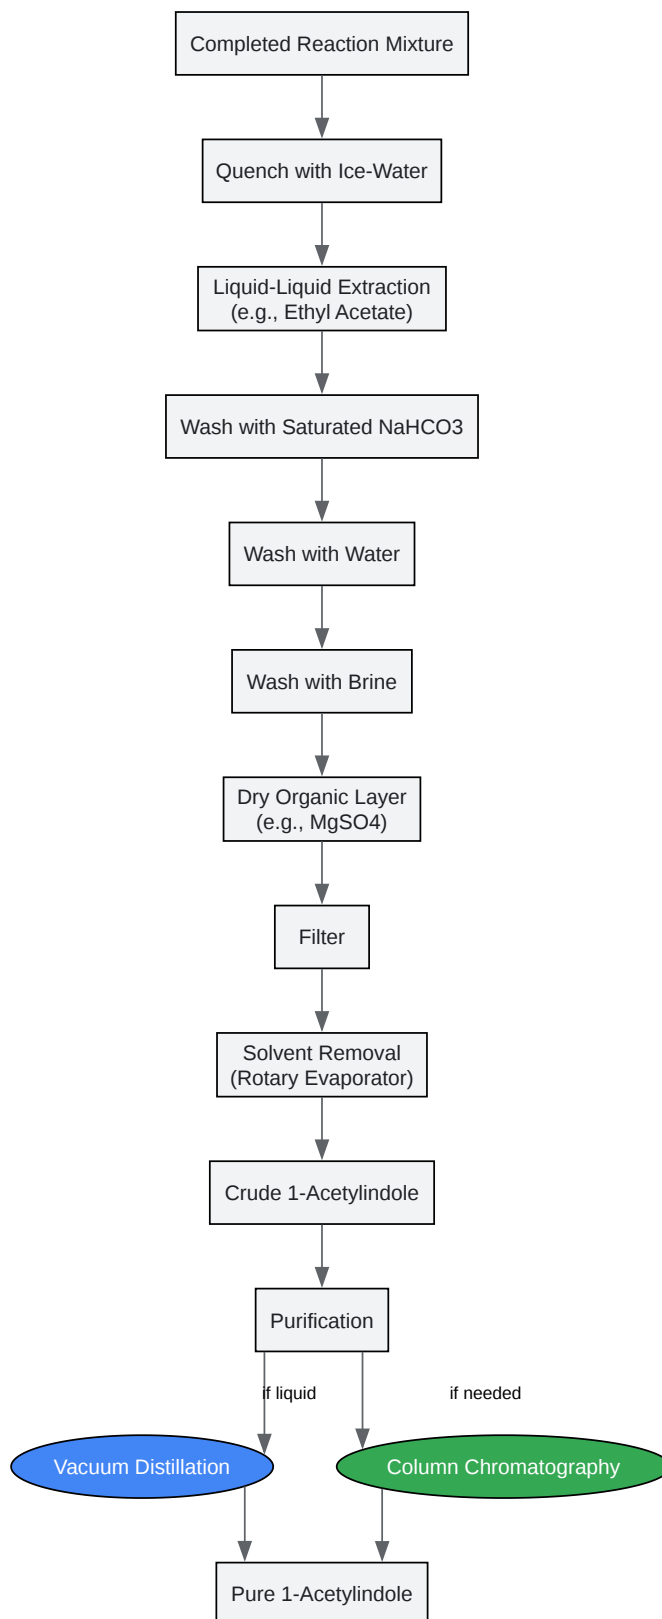 Completed Reaction Mixture
Quench with Ice-Water
Liquid-Liquid Extraction
(e.g., Ethyl Acetate)
Wash with Saturated NaHCO3
Wash with Water
Wash with Brine
Dry Organic Layer
(e.g., MgSO4)
Filter
Solvent Removal
(Rotary Evaporator)
Crude 1-Acetylindole
Purification
if liquid
if needed
Vacuum Distillation
Column Chromatography
Pure 1-Acetylindole